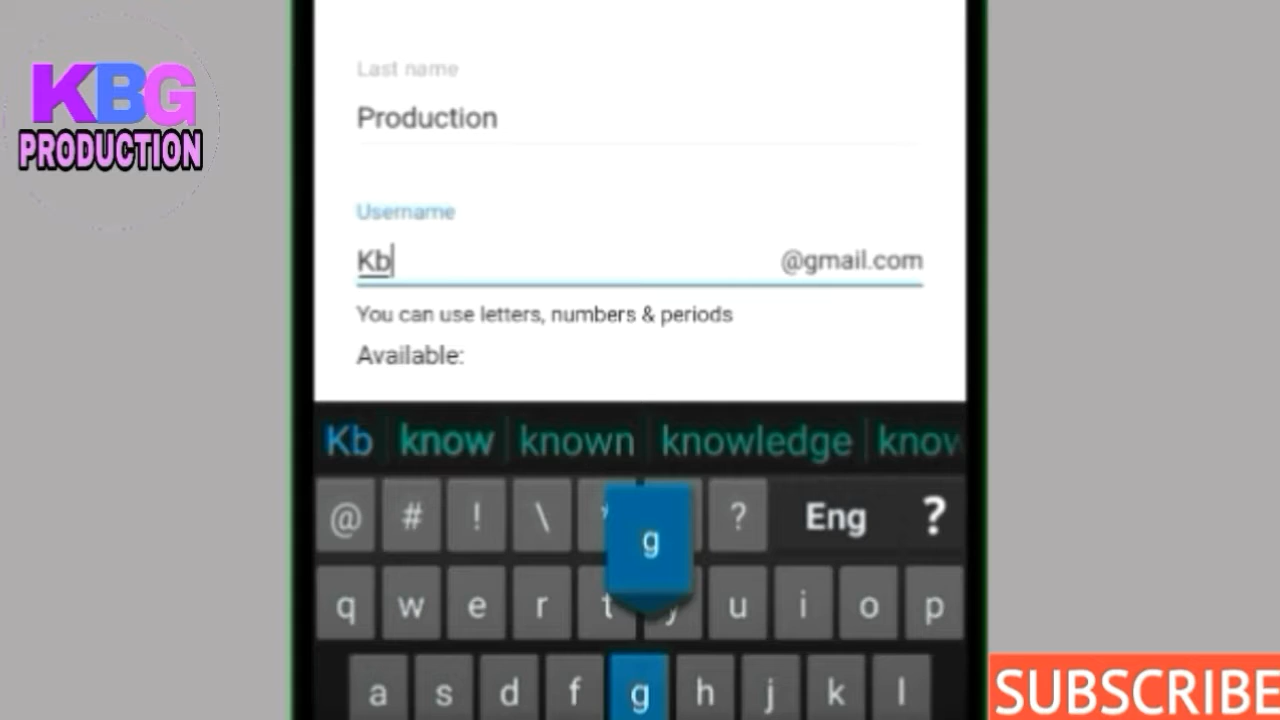 KBG
PRODUCTION
Last name
Production
Username
Kb
@gmail.com
You can use letters, numbers & periods
Available:
Kb know known knowledge know
@ # ! \ ? Eng ?
g
q w e r t y u i o p
a s d f g h j k l
SUBSCRIBE